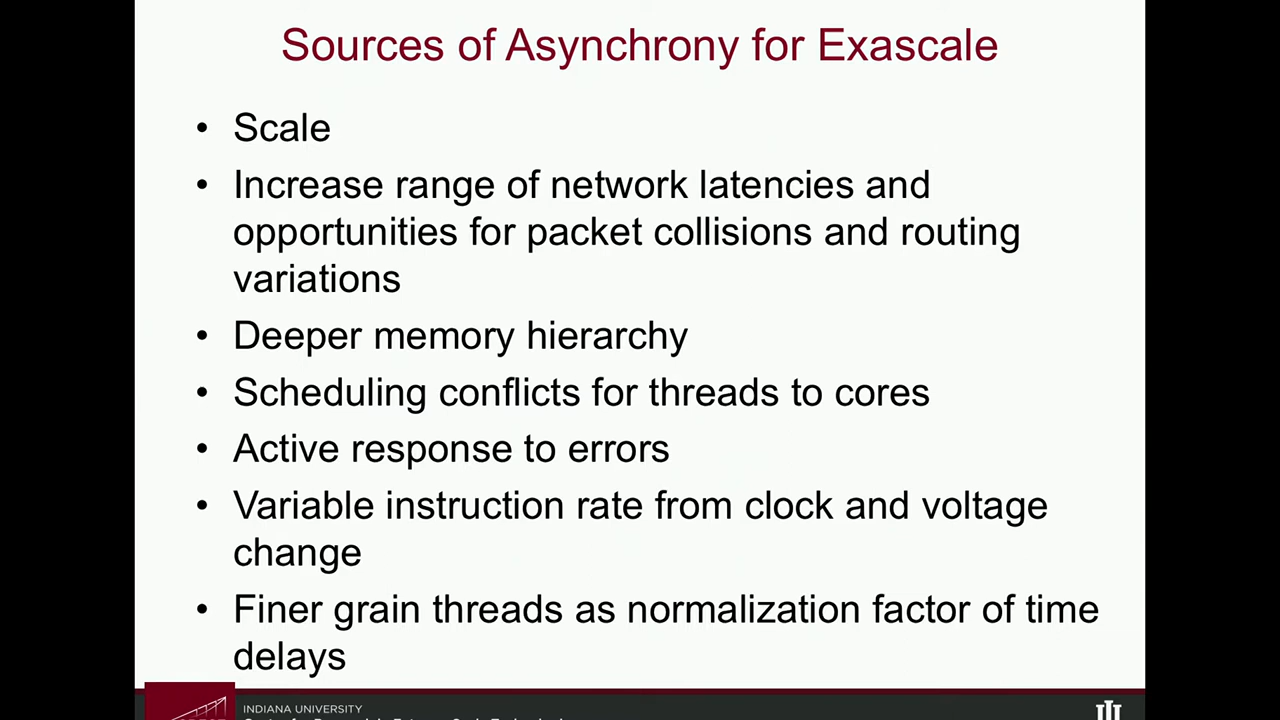 Sources of Asynchrony for Exascale
• Scale
• Increase range of network latencies and
opportunities for packet collisions and routing
variations
• Deeper memory hierarchy
• Scheduling conflicts for threads to cores
• Active response to errors
• Variable instruction rate from clock and voltage
change
• Finer grain threads as normalization factor of time
delays
INDIANA UNIVERSITY